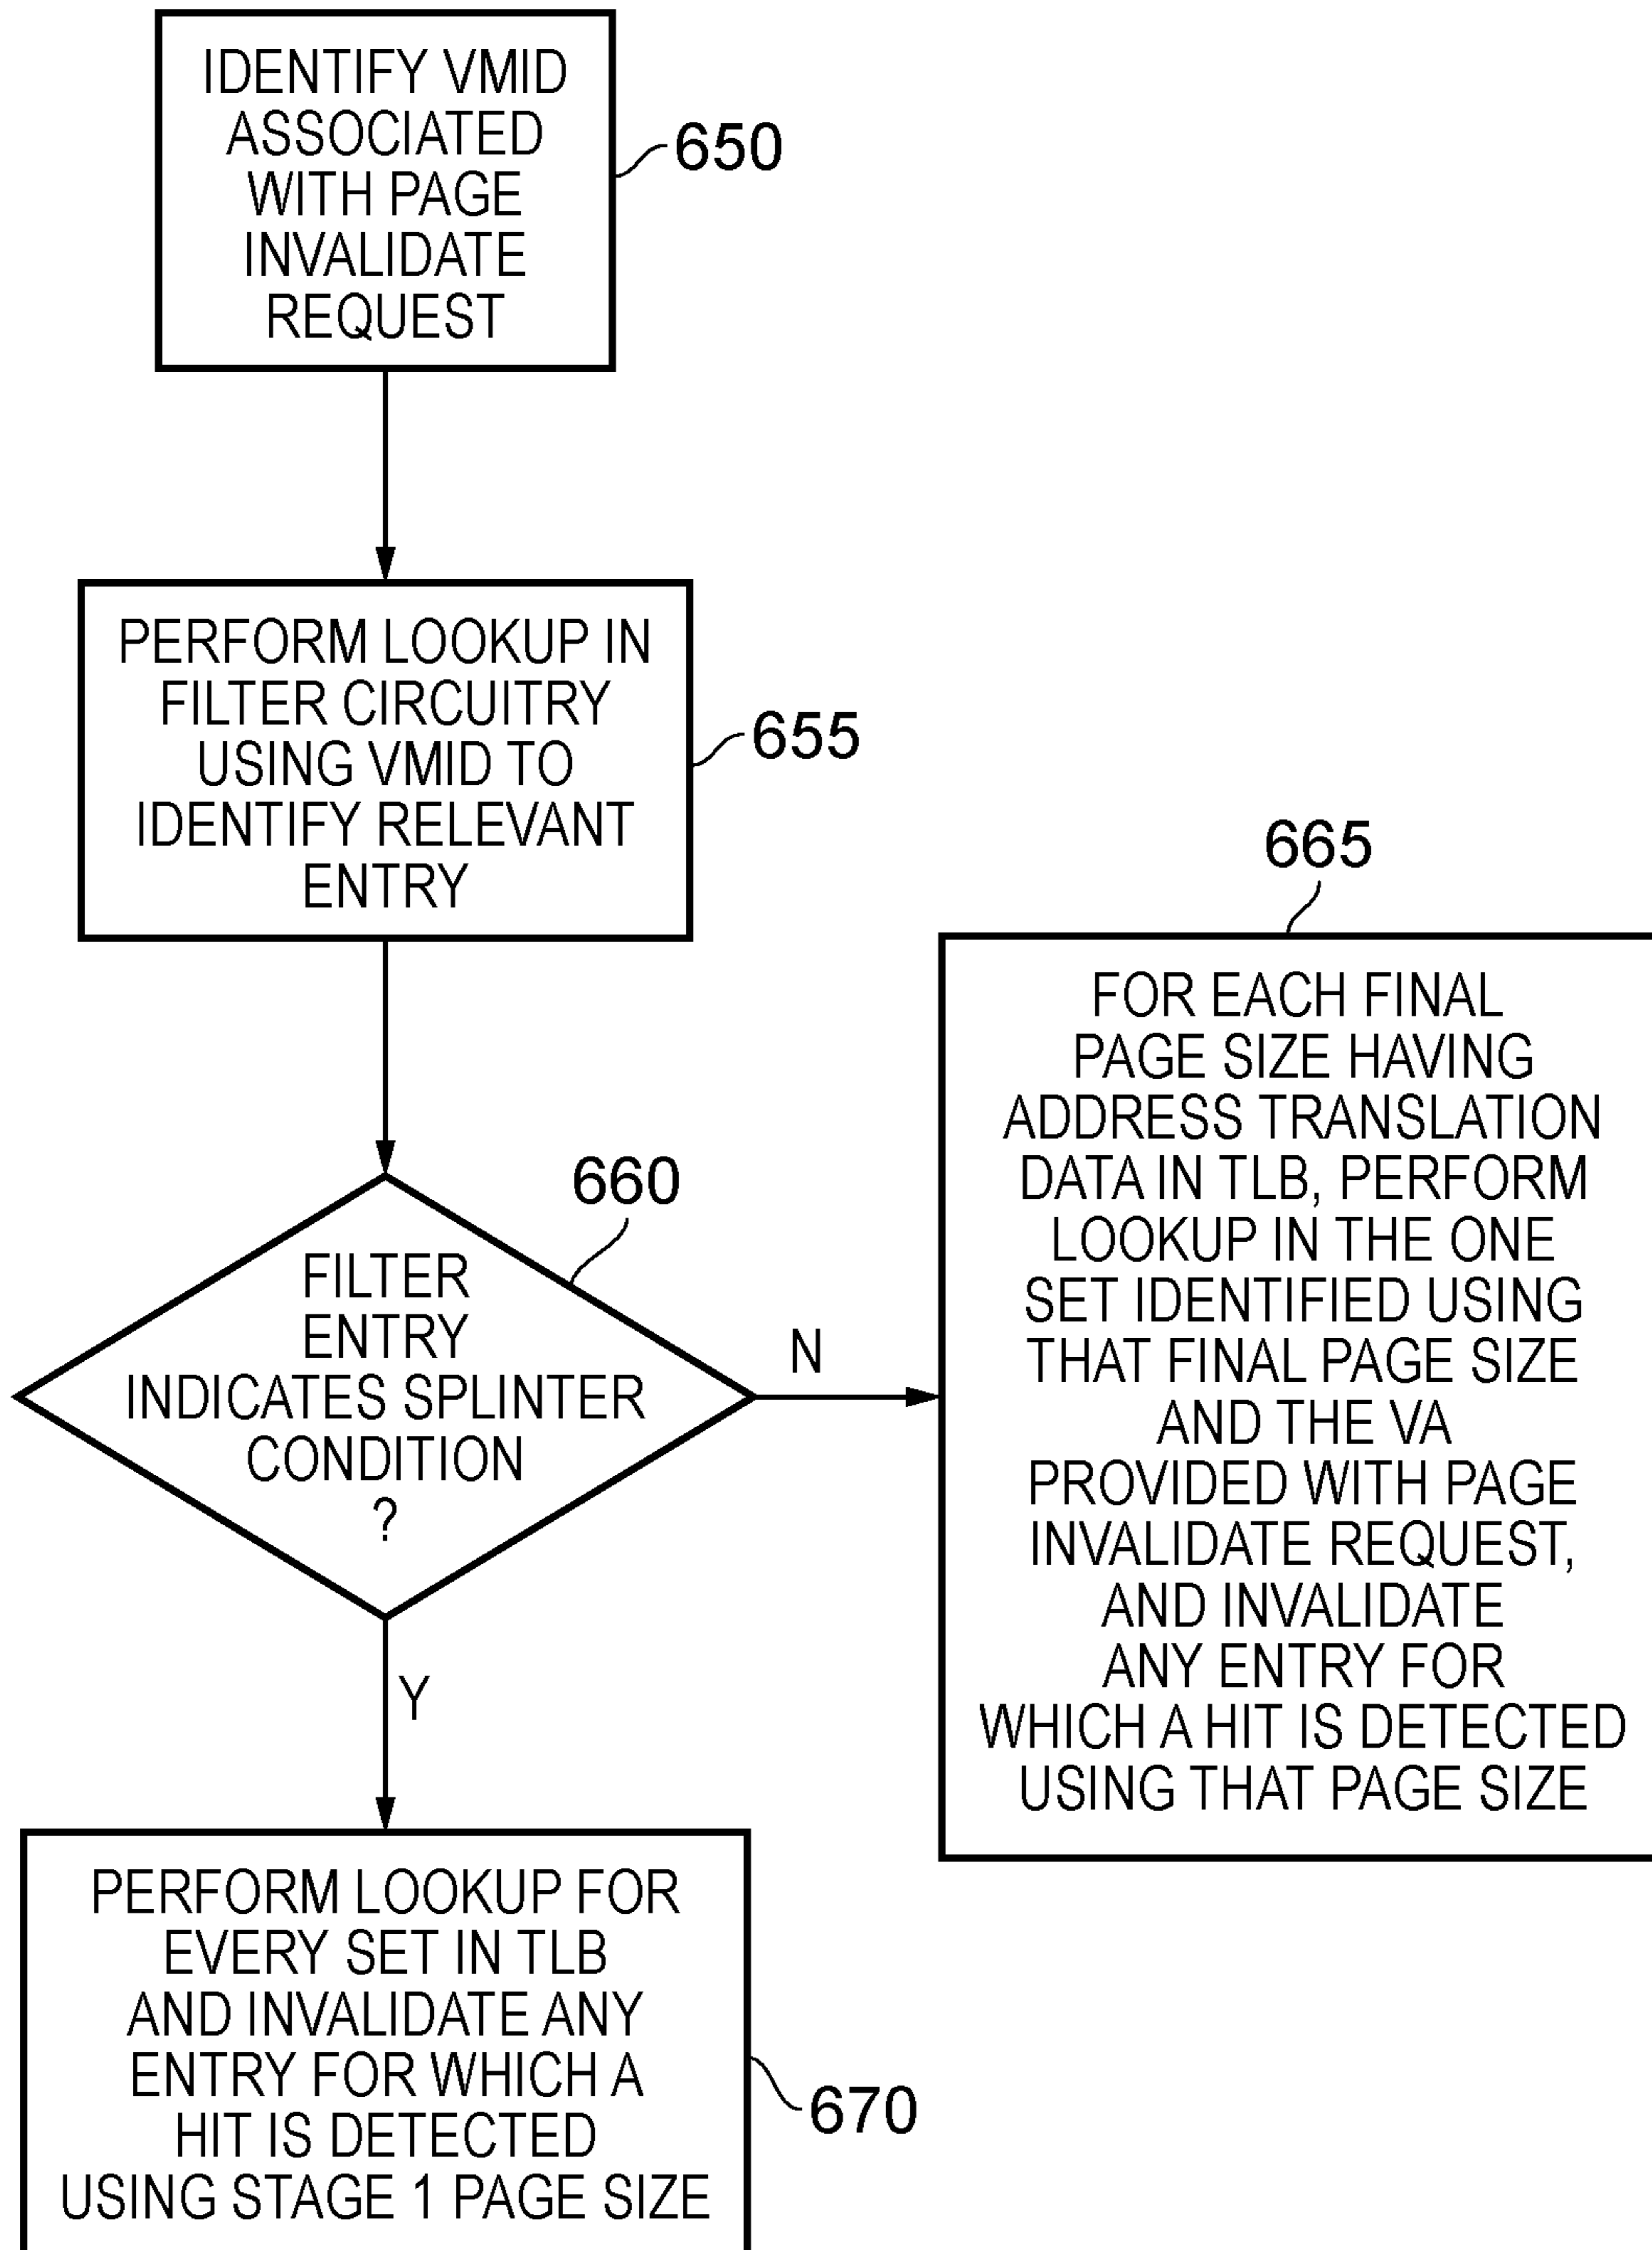 IDENTIFY VMID
ASSOCIATED
WITH PAGE
INVALIDATE
REQUEST
650
PERFORM LOOKUP IN
FILTER CIRCUITRY
USING VMID TO
IDENTIFY RELEVANT
ENTRY
655
660
FILTER
ENTRY
INDICATES SPLINTER
CONDITION
?
N
Y
665
FOR EACH FINAL
PAGE SIZE HAVING
ADDRESS TRANSLATION
DATA IN TLB, PERFORM
LOOKUP IN THE ONE
SET IDENTIFIED USING
THAT FINAL PAGE SIZE
AND THE VA
PROVIDED WITH PAGE
INVALIDATE REQUEST,
AND INVALIDATE
ANY ENTRY FOR
WHICH A HIT IS DETECTED
USING THAT PAGE SIZE
PERFORM LOOKUP FOR
EVERY SET IN TLB
AND INVALIDATE ANY
ENTRY FOR WHICH A
HIT IS DETECTED
USING STAGE 1 PAGE SIZE
670